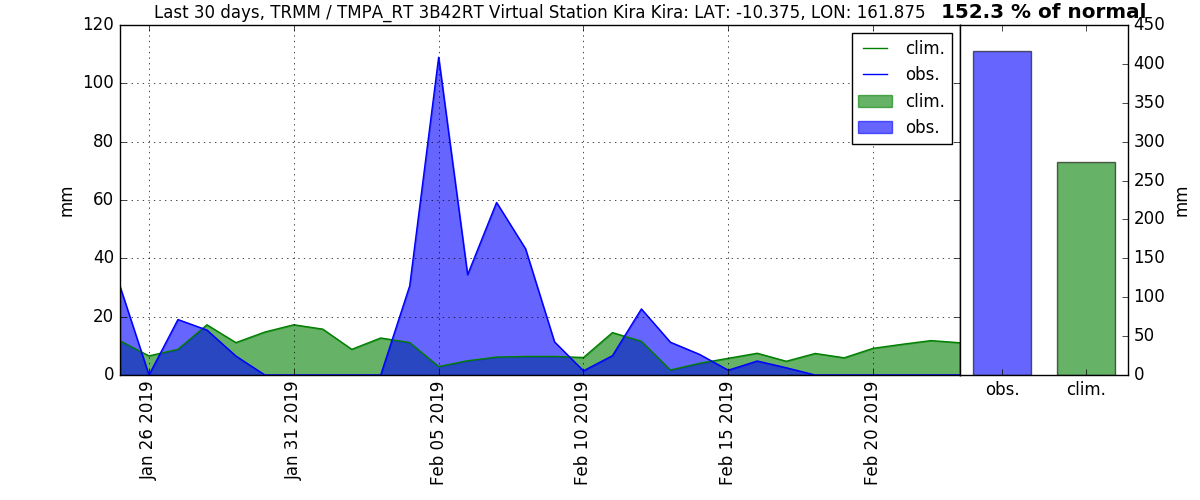 Last 30 days, TRMM / TMPA_RT 3B42RT Virtual Station Kira Kira: LAT: -10.375, LON: 161.875 152.3 % of normal
120
100
80
60
40
20
0
mm
clim.
obs.
clim.
obs.
Jan 26 2019
Jan 31 2019
Feb 05 2019
Feb 10 2019
Feb 15 2019
Feb 20 2019
450
400
350
300
250
200
150
100
50
0
mm
obs. clim.